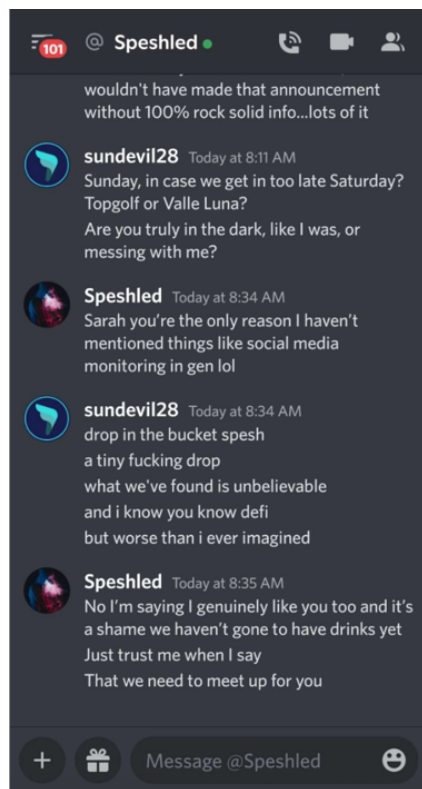 101
@ Speshled
wouldn't have made that announcement
without 100% rock solid info...lots of it
sundevil28 Today at 8:11 AM
Sunday, in case we get in too late Saturday?
Topgolf or Valle Luna?
Are you truly in the dark, like I was, or
messing with me?
Speshled Today at 8:34 AM
Sarah you're the only reason I haven't
mentioned things like social media
monitoring in gen lol
sundevil28 Today at 8:34 AM
drop in the bucket spesh
a tiny fucking drop
what we've found is unbelievable
and i know you know defi
but worse than i ever imagined
Speshled Today at 8:35 AM
No I'm saying I genuinely like you too and it's
a shame we haven't gone to have drinks yet
Just trust me when I say
That we need to meet up for you
Message @Speshled